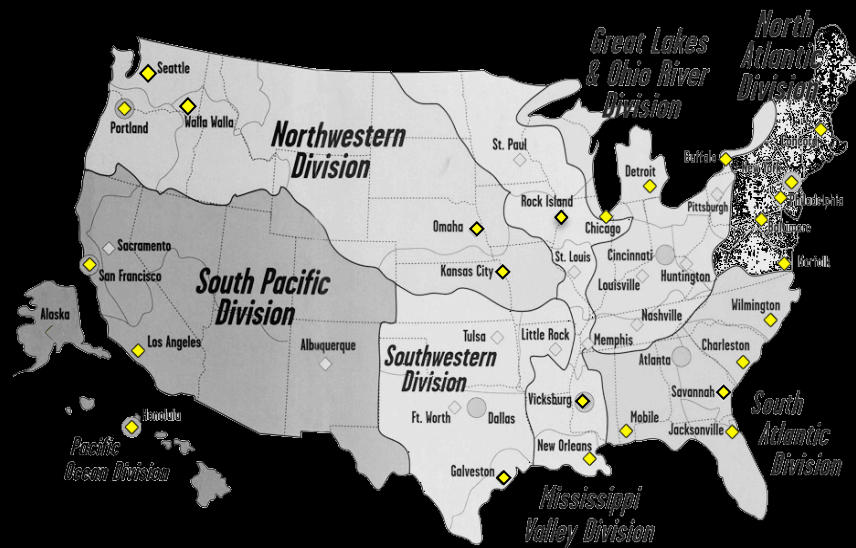 Great Lakes
& Ohio River
Division
North
Atlantic
Division
Seattle
Portland
Walla Walla
Northwestern
Division
St. Paul
Detroit
Buffalo
Philadelphia
Baltimore
Norfolk
Pittsburgh
Rock Island
Chicago
Omaha
Kansas City
St. Louis
Cincinnati
Louisville
Huntington
Sacramento
San Francisco
South Pacific
Division
Alaska
Los Angeles
Albuquerque
Tulsa
Little Rock
Memphis
Nashville
Wilmington
Charleston
Atlanta
Southwestern
Division
Ft. Worth
Dallas
Vicksburg
Savannah
Mobile
Jacksonville
New Orleans
Galveston
South
Atlantic
Division
Honolulu
Pacific
Ocean Division
Mississippi
Valley Division